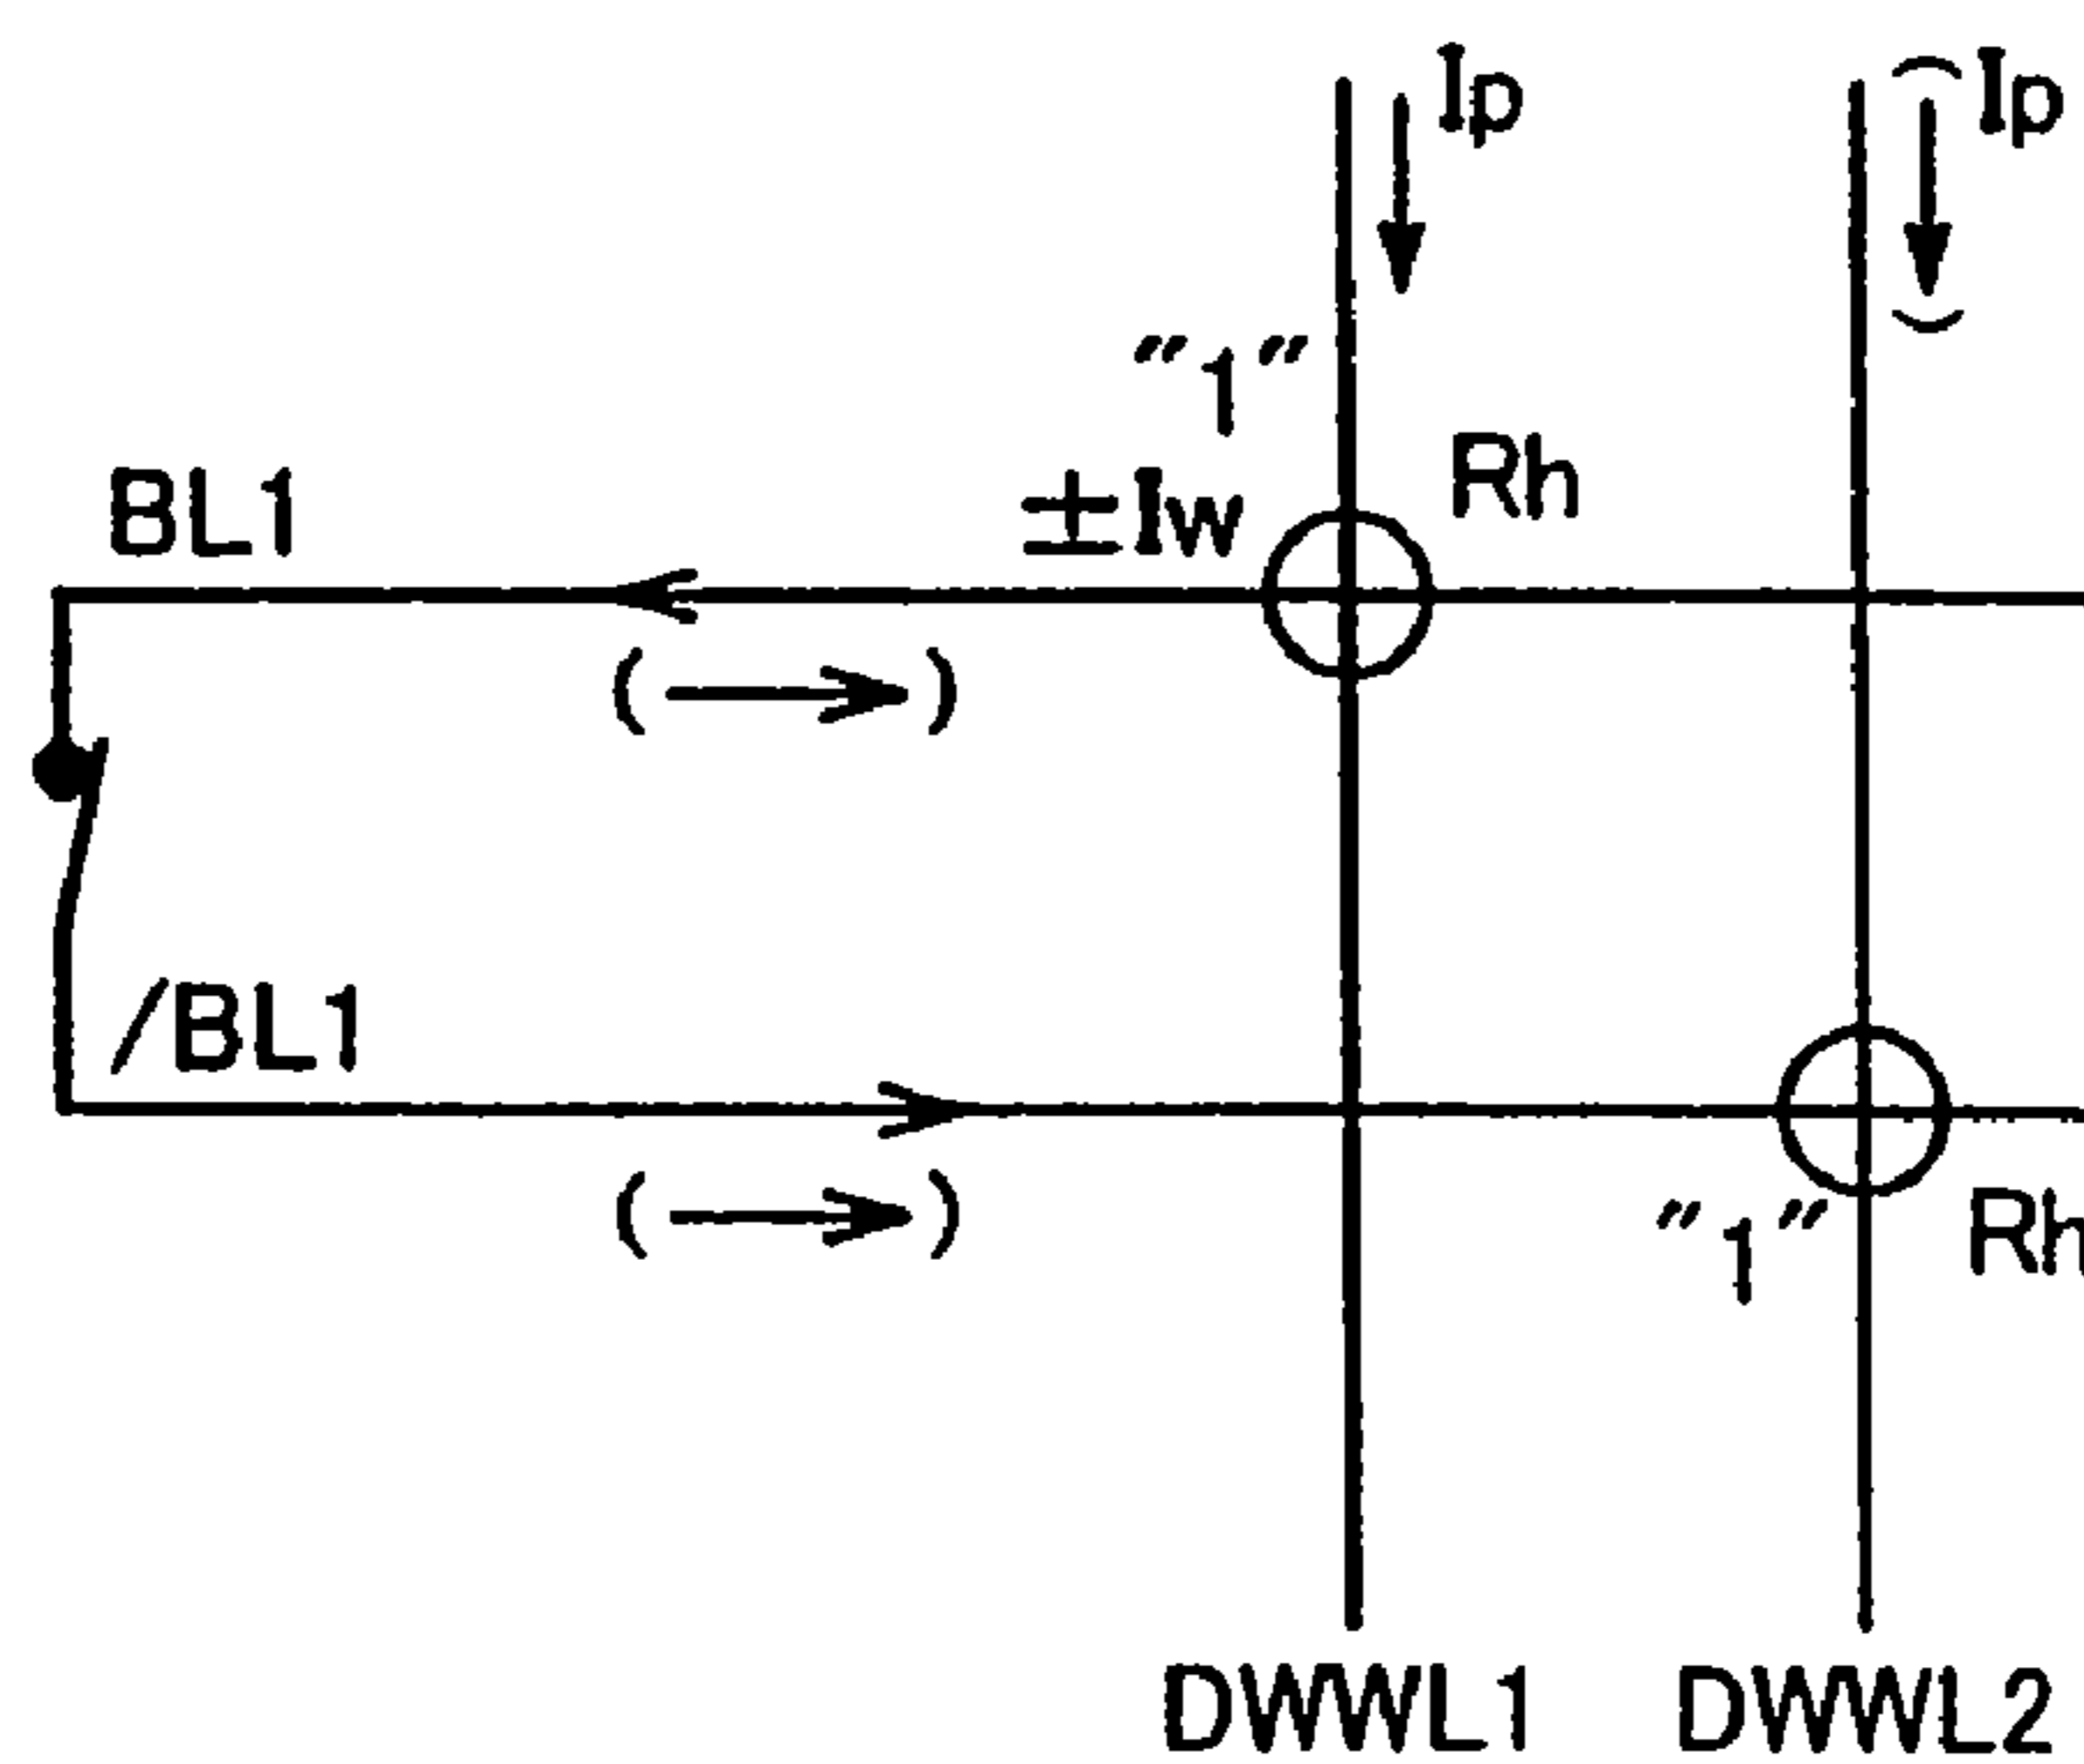 Ip
(Ip)
"1"
Rh
BL1
±Iw
( )
/BL1
( )
"1"
Rh
DWWL1
DWWL2